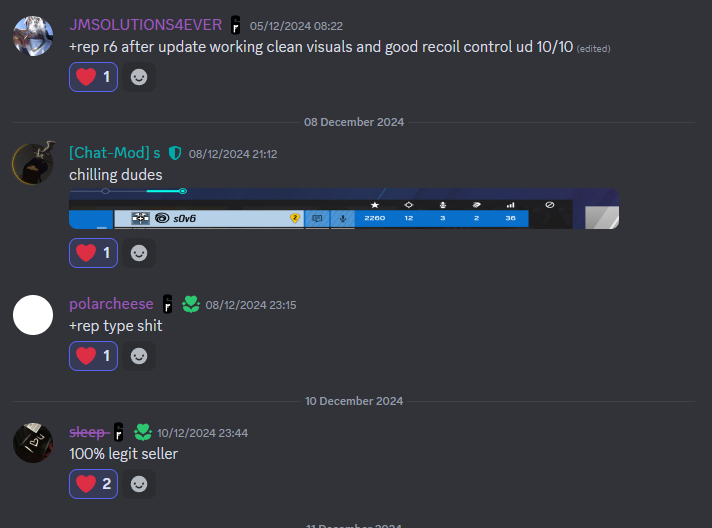 JMSOLUTIONS4EVER r 05/12/2024 08:22
+rep r6 after update working clean visuals and good recoil control ud 10/10 (edited)
1
08 December 2024
[Chat-Mod] s 08/12/2024 21:12
chilling dudes
s0v6 2 2260 12 3 2 36
1
polarcheese r 08/12/2024 23:15
+rep type shit
1
10 December 2024
sleep r 10/12/2024 23:44
100% legit seller
2
11 December 2024